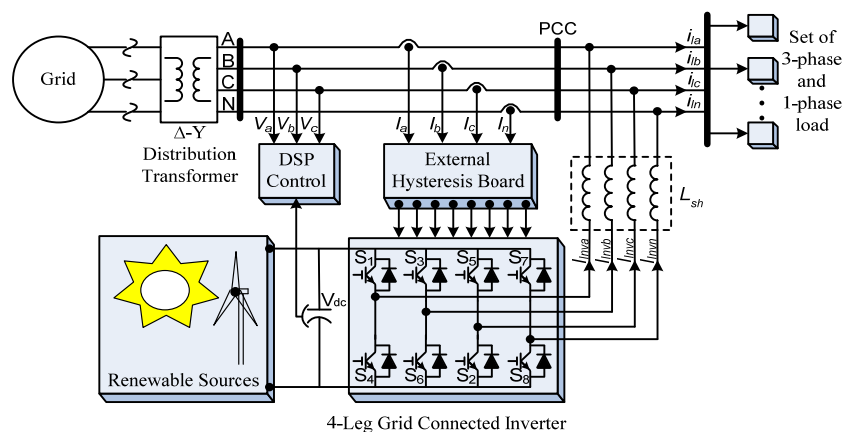 Grid
A
B
C
N
Δ-Y
Distribution
Transformer
Va
Vb
Vc
Ia
Ib
Ic
In
PCC
ila
ilb
ilc
iln
Set of
3-phase
and
1-phase
load
DSP
Control
External
Hysteresis Board
Lsh
IInva
IInvb
IInvc
IInvn
Vdc
S1
S3
S5
S7
S4
S6
S2
S8
Renewable Sources
4-Leg Grid Connected Inverter